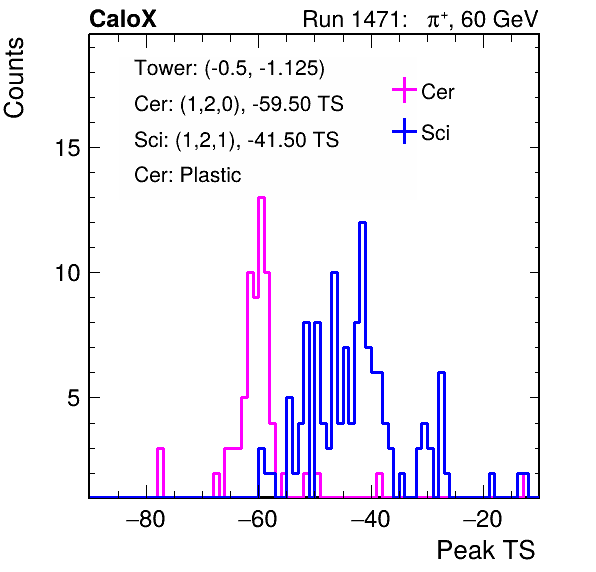 CaloX Run 1471: π⁺, 60 GeV
Counts
Tower: (-0.5, -1.125)
Cer: (1,2,0), -59.50 TS
Sci: (1,2,1), -41.50 TS
Cer: Plastic
Cer
Sci
15
10
5
−80 −60 −40 −20
Peak TS